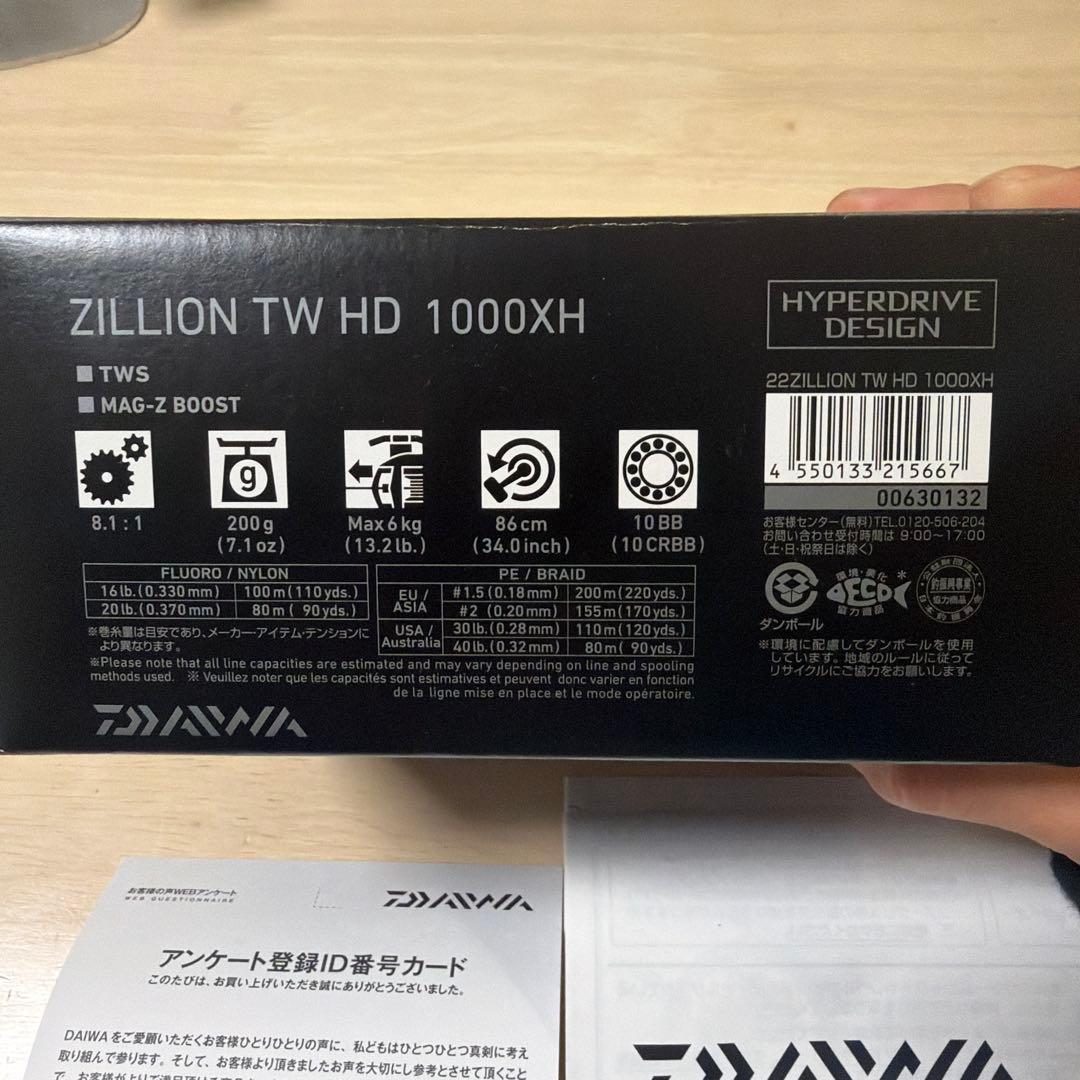 ZILLION TW HD 1000XH
■ TWS
■ MAG-Z BOOST
g
8.1 : 1
200g
(7.1oz)
Max 6kg
(13.2lb.)
86cm
(34.0inch)
10BB
(10CRBB)
FLUORO / NYLON
16lb.(0.330mm) 100m(110yds.)
20lb.(0.370mm) 80m( 90yds.)
PE / BRAID
EU / ASIA
#1.5(0.18mm) 200m(220yds.)
#2 (0.20mm) 155m(170yds.)
USA / Australia
30lb.(0.28mm) 110m(120yds.)
40lb.(0.32mm) 80m( 90yds.)
※巻糸量は目安であり、メーカー・アイテム・テンションに
より異なります。
※Please note that all line capacities are estimated and may vary depending on line and spooling
methods used. ※ Veuillez noter que les capacités sont estimatives et peuvent donc varier en fonction
de la ligne mise en place et le mode opératoire.
DAIWA
HYPERDRIVE
DESIGN
22ZILLION TW HD 1000XH
4 550133 215667
00630132
お客様センター(無料)TEL.0120-506-204
お問い合わせ受付時間は 9:00〜17:00
(土・日・祝祭日は除く)
環境・美化
ECO
協力商品
協力商品
ダンボール
※環境に配慮してダンボールを使用
しています。地域のルールに従って
リサイクルにご協力をお願いします。
お客様の声WEBアンケート
WEB QUESTIONNAIRE
DAIWA
アンケート登録ID番号カード
このたびは、お買い上げいただき誠にありがとうございました。
DAIWAをご愛顧いただくお客様ひとりひとりの声に、私どもはひとつひとつ真剣に考え
取り組んで参ります。そして、お客様より頂きましたお声を大切にし参考とさせて頂くこと
DAIWA